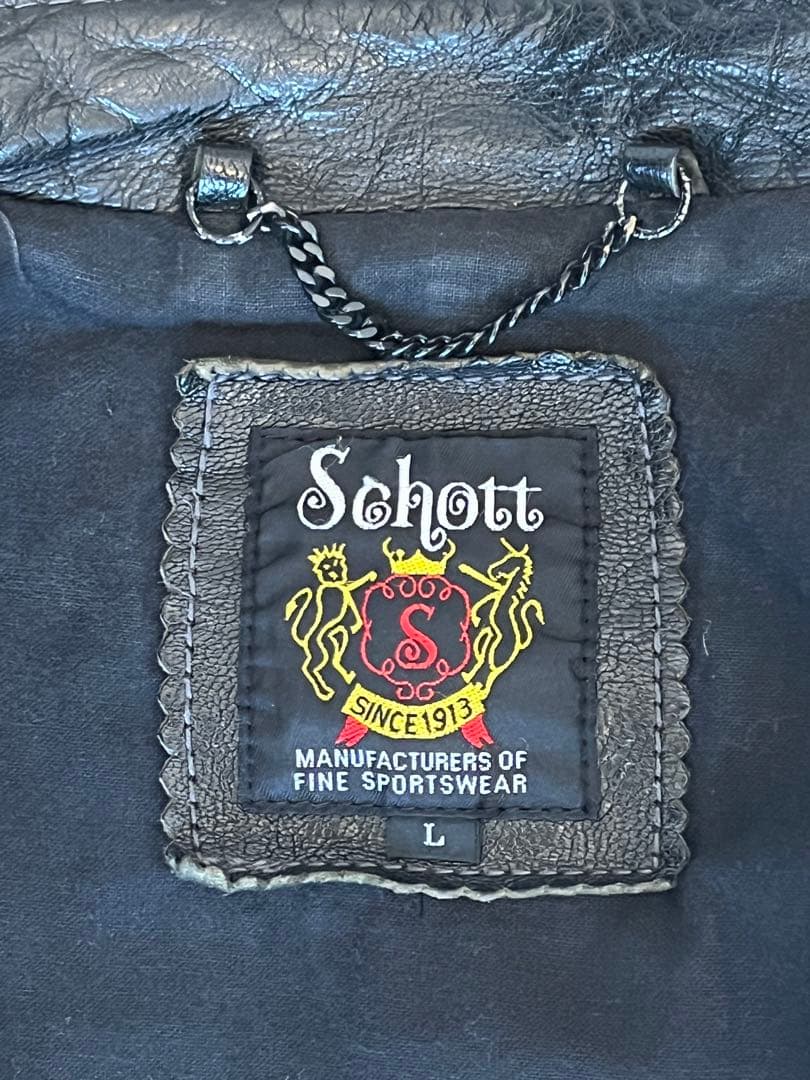 Schott
S
SINCE 1913
MANUFACTURERS OF
FINE SPORTSWEAR
L